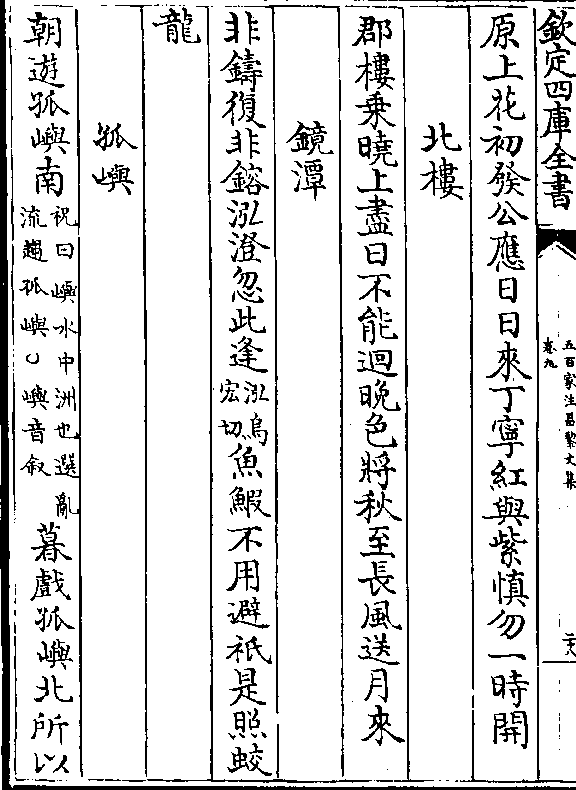 欽定四庫全書
五百家注昌黎文集
卷九
二六
原上花初發公應日日來丁寧紅與紫慎勿一時開
北樓
郡樓乗曉上盡日不能迴晚色將秋至長風送月來
鏡潭
非鑄復非鎔泓澄忽此逢泓烏宏切魚鰕不用避秖是照蛟
龍
孤嶼
朝遊孤嶼南祝曰嶼水中洲也選亂流趨孤嶼○嶼音叙暮戲孤嶼北所以